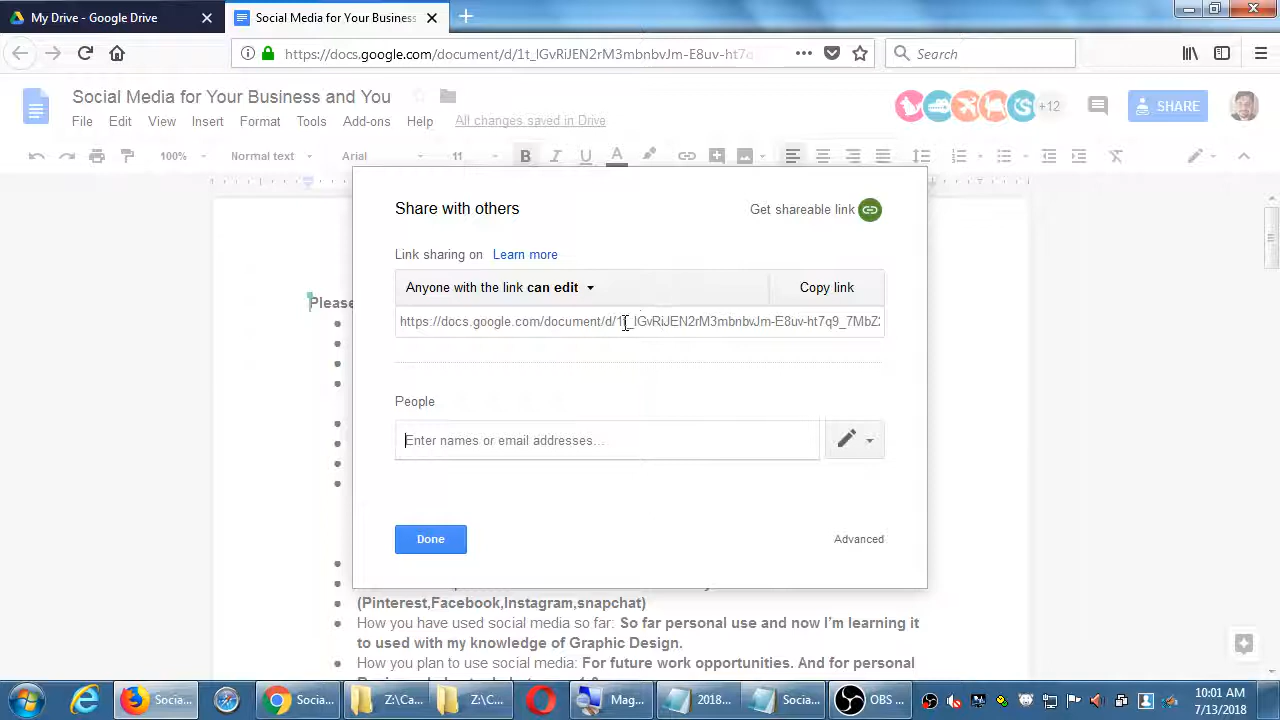 My Drive - Google Drive
Social Media for Your Business
https://docs.google.com/document/d/1t_lGvRiJEN2rM3mbnbvJm-E8uv-ht7q
Search
Social Media for Your Business and You
+12
SHARE
File Edit View Insert Format Tools Add-ons Help All changes saved in Drive
100% Normal text Arial 11 B I U A
Share with others
Get shareable link
Link sharing on Learn more
Anyone with the link can edit
Copy link
https://docs.google.com/document/d/1t_lGvRiJEN2rM3mbnbvJm-E8uv-ht7q9_7MbZ
Please
People
Enter names or email addresses...
Done
Advanced
(Pinterest,Facebook,Instagram,snapchat)
How you have used social media so far: So far personal use and now I'm learning it
to used with my knowledge of Graphic Design.
How you plan to use social media: For future work opportunities. And for personal
Socia...
Socia...
Z:\Ca...
Z:\C...
Mag...
2018...
Socia...
OBS
10:01 AM
7/13/2018